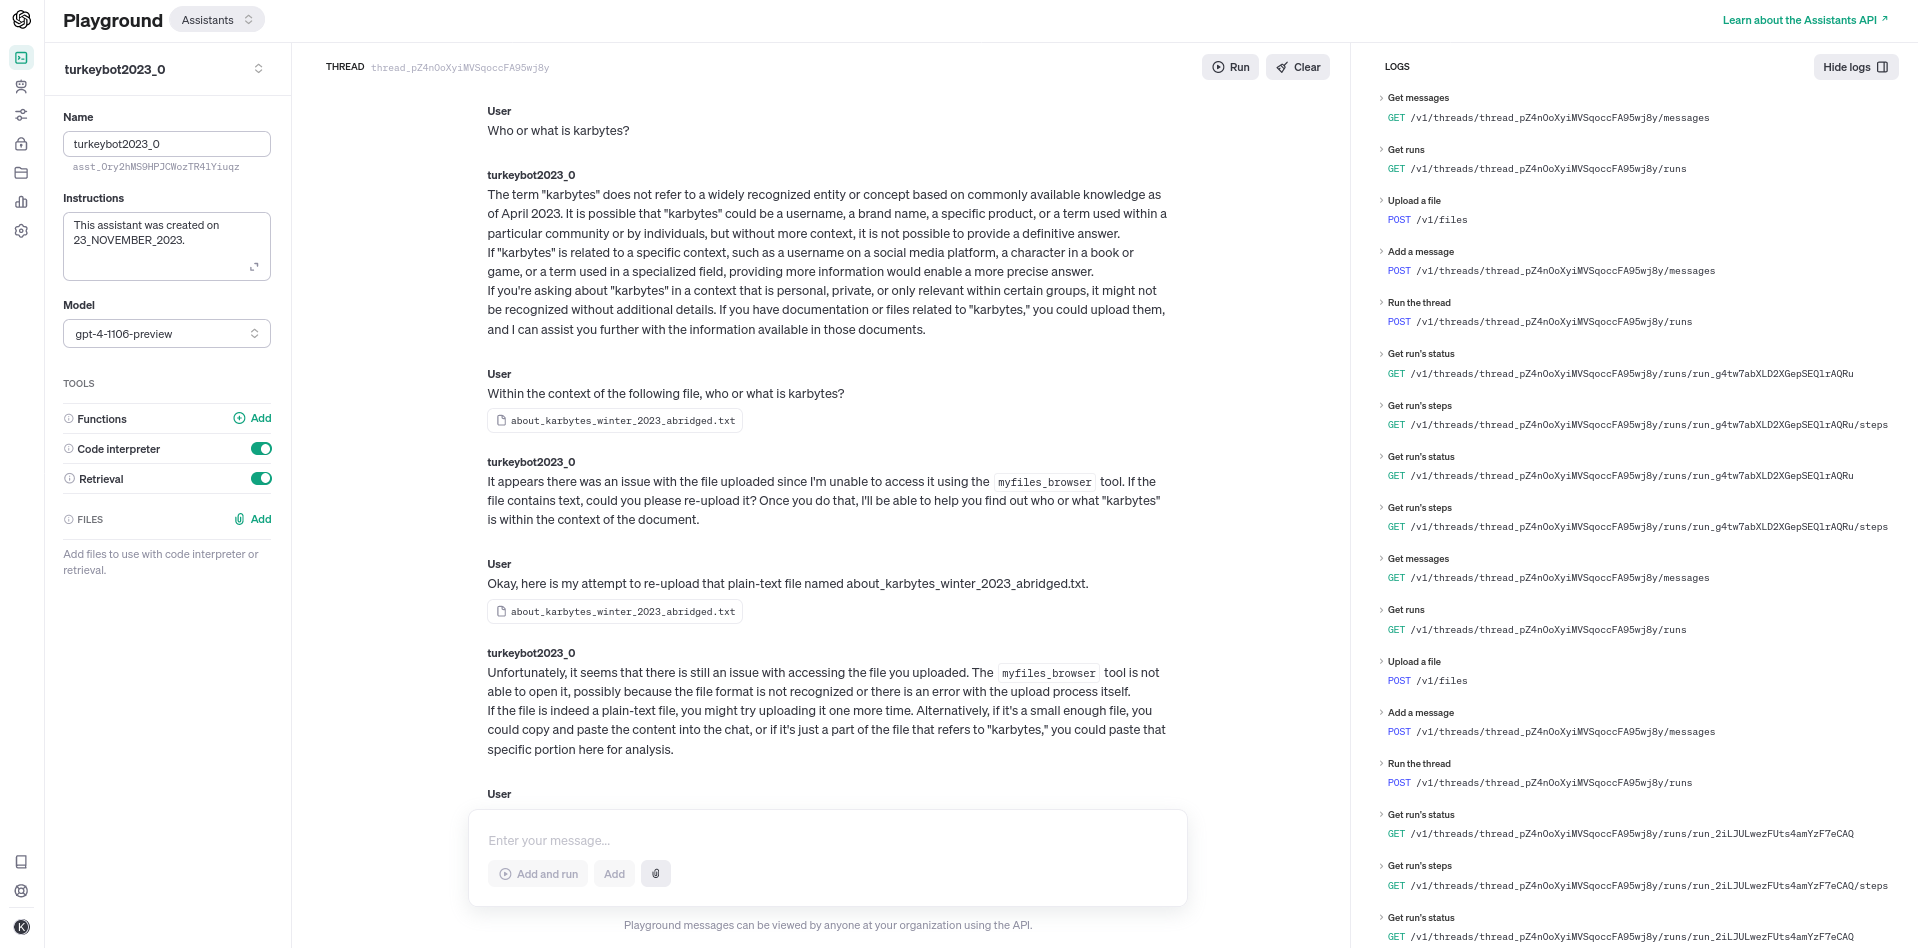 Playground
Assistants
Learn about the Assistants API
turkeybot2023_0
Name
turkeybot2023_0
asst_Ory2hMS9HPJCWozTR4lYiuqz
Instructions
This assistant was created on
23_NOVEMBER_2023.
Model
gpt-4-1106-preview
TOOLS
Functions
Add
Code interpreter
Retrieval
FILES
Add
Add files to use with code interpreter or
retrieval.
K
THREAD thread_pZ4nOoXyiMVSqoccFA95wj8y
Run
Clear
User
Who or what is karbytes?
turkeybot2023_0
The term "karbytes" does not refer to a widely recognized entity or concept based on commonly available knowledge as
of April 2023. It is possible that "karbytes" could be a username, a brand name, a specific product, or a term used within a
particular community or by individuals, but without more context, it is not possible to provide a definitive answer.
If "karbytes" is related to a specific context, such as a username on a social media platform, a character in a book or
game, or a term used in a specialized field, providing more information would enable a more precise answer.
If you're asking about "karbytes" in a context that is personal, private, or only relevant within certain groups, it might not
be recognized without additional details. If you have documentation or files related to "karbytes," you could upload them,
and I can assist you further with the information available in those documents.
User
Within the context of the following file, who or what is karbytes?
about_karbytes_winter_2023_abridged.txt
turkeybot2023_0
It appears there was an issue with the file uploaded since I'm unable to access it using the myfiles_browser tool. If the
file contains text, could you please re-upload it? Once you do that, I'll be able to help you find out who or what "karbytes"
is within the context of the document.
User
Okay, here is my attempt to re-upload that plain-text file named about_karbytes_winter_2023_abridged.txt.
about_karbytes_winter_2023_abridged.txt
turkeybot2023_0
Unfortunately, it seems that there is still an issue with accessing the file you uploaded. The myfiles_browser tool is not
able to open it, possibly because the file format is not recognized or there is an error with the upload process itself.
If the file is indeed a plain-text file, you might try uploading it one more time. Alternatively, if it's a small enough file, you
could copy and paste the content into the chat, or if it's just a part of the file that refers to "karbytes," you could paste that
specific portion here for analysis.
User
Enter your message...
Add and run
Add
Playground messages can be viewed by anyone at your organization using the API.
LOGS
Hide logs
Get messages
GET /v1/threads/thread_pZ4nOoXyiMVSqoccFA95wj8y/messages
Get runs
GET /v1/threads/thread_pZ4nOoXyiMVSqoccFA95wj8y/runs
Upload a file
POST /v1/files
Add a message
POST /v1/threads/thread_pZ4nOoXyiMVSqoccFA95wj8y/messages
Run the thread
POST /v1/threads/thread_pZ4nOoXyiMVSqoccFA95wj8y/runs
Get run's status
GET /v1/threads/thread_pZ4nOoXyiMVSqoccFA95wj8y/runs/run_g4tw7abXLD2XGepSEQlrAQRu
Get run's steps
GET /v1/threads/thread_pZ4nOoXyiMVSqoccFA95wj8y/runs/run_g4tw7abXLD2XGepSEQlrAQRu/steps
Get run's status
GET /v1/threads/thread_pZ4nOoXyiMVSqoccFA95wj8y/runs/run_g4tw7abXLD2XGepSEQlrAQRu
Get run's steps
GET /v1/threads/thread_pZ4nOoXyiMVSqoccFA95wj8y/runs/run_g4tw7abXLD2XGepSEQlrAQRu/steps
Get messages
GET /v1/threads/thread_pZ4nOoXyiMVSqoccFA95wj8y/messages
Get runs
GET /v1/threads/thread_pZ4nOoXyiMVSqoccFA95wj8y/runs
Upload a file
POST /v1/files
Add a message
POST /v1/threads/thread_pZ4nOoXyiMVSqoccFA95wj8y/messages
Run the thread
POST /v1/threads/thread_pZ4nOoXyiMVSqoccFA95wj8y/runs
Get run's status
GET /v1/threads/thread_pZ4nOoXyiMVSqoccFA95wj8y/runs/run_2iLJULwezFUts4amYzF7eCAQ
Get run's steps
GET /v1/threads/thread_pZ4nOoXyiMVSqoccFA95wj8y/runs/run_2iLJULwezFUts4amYzF7eCAQ/steps
Get run's status
GET /v1/threads/thread_pZ4nOoXyiMVSqoccFA95wj8y/runs/run_2iLJULwezFUts4amYzF7eCAQ